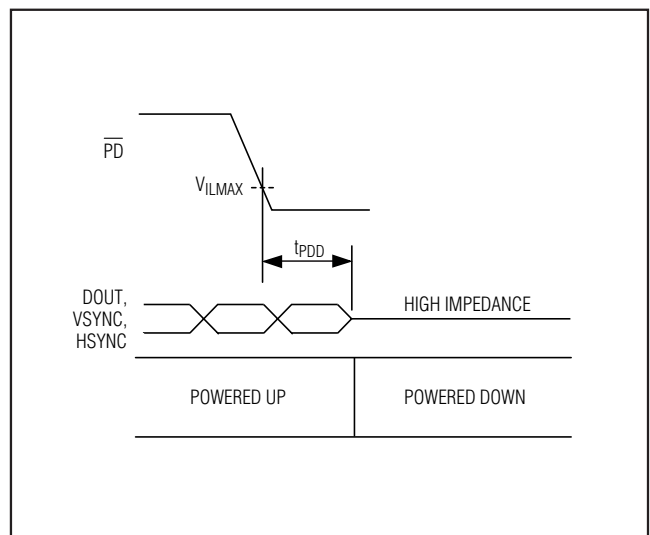 PD
VILMAX
tPDD
DOUT,
VSYNC,
HSYNC
HIGH IMPEDANCE
POWERED UP
POWERED DOWN